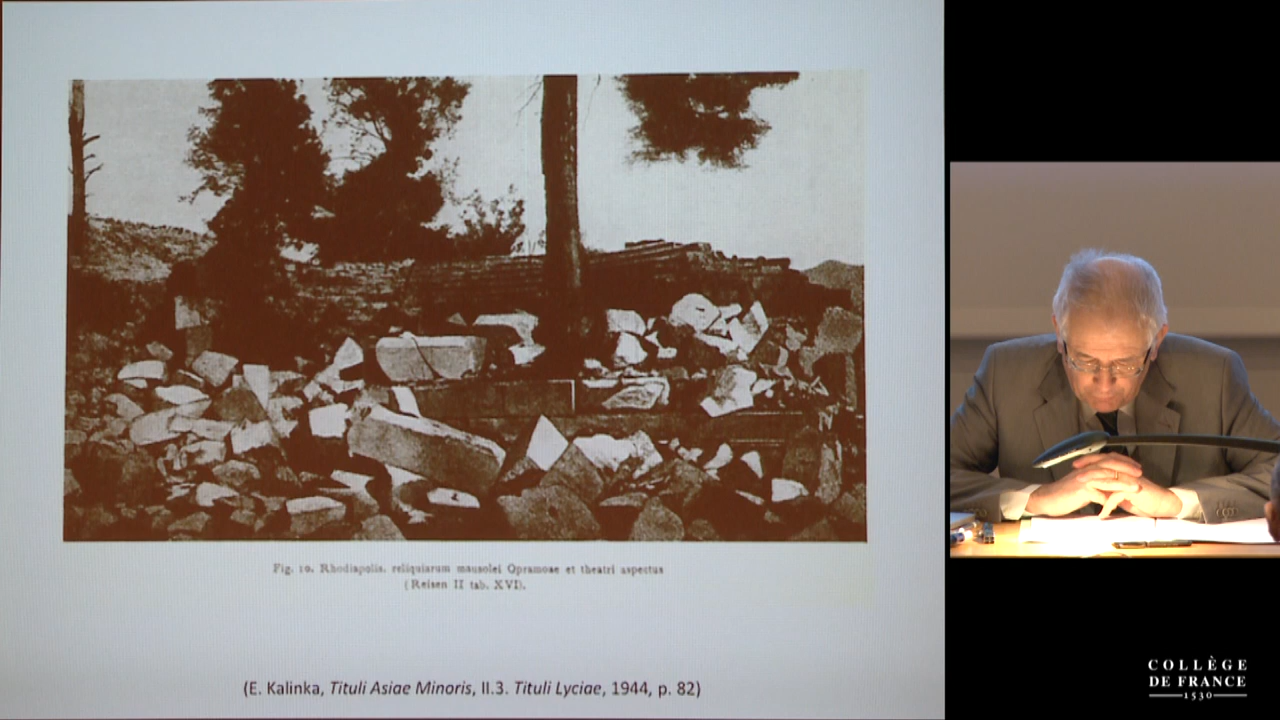 Fig. 10. Rhodiapolis. reliquiarum mausolei Opramoae et theatri aspectus
(Reisen II tab. XVI).
(E. Kalinka, Tituli Asiae Minoris, II.3. Tituli Lyciae, 1944, p. 82)
COLLÈGE
DE FRANCE
1530